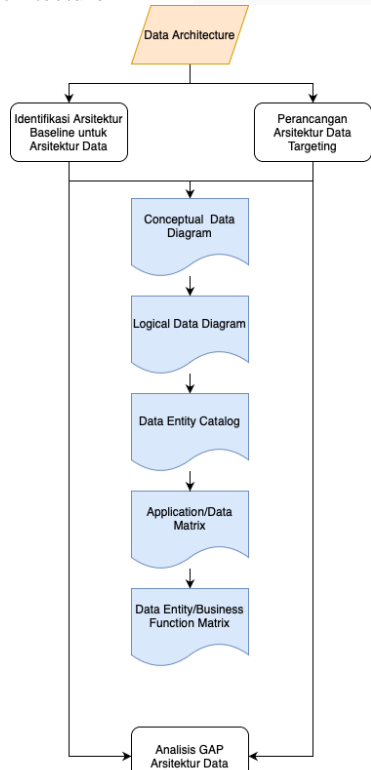 Data Architecture
Identifikasi Arsitektur
Baseline untuk
Arsitektur Data
Perancangan
Arsitektur Data
Targeting
Conceptual Data
Diagram
Logical Data Diagram
Data Entity Catalog
Application/Data
Matrix
Data Entity/Business
Function Matrix
Analisis GAP
Arsitektur Data